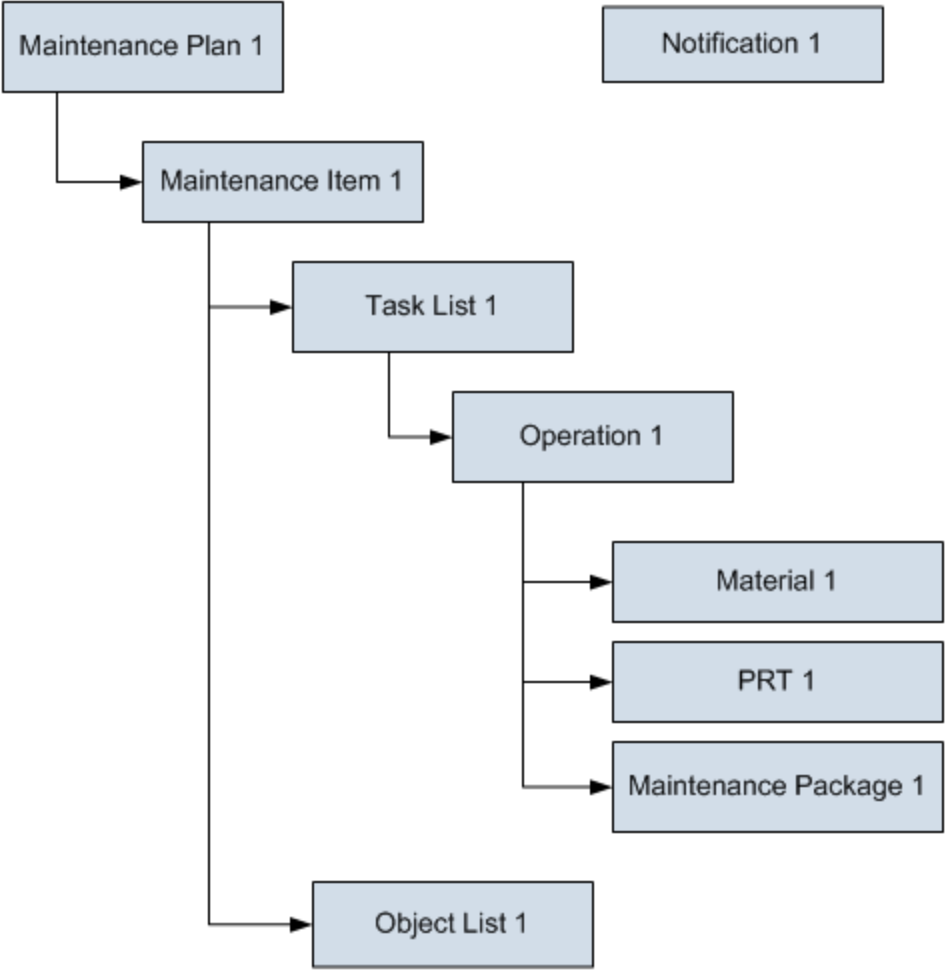 Maintenance Plan 1
Notification 1
Maintenance Item 1
Task List 1
Operation 1
Material 1
PRT 1
Maintenance Package 1
Object List 1